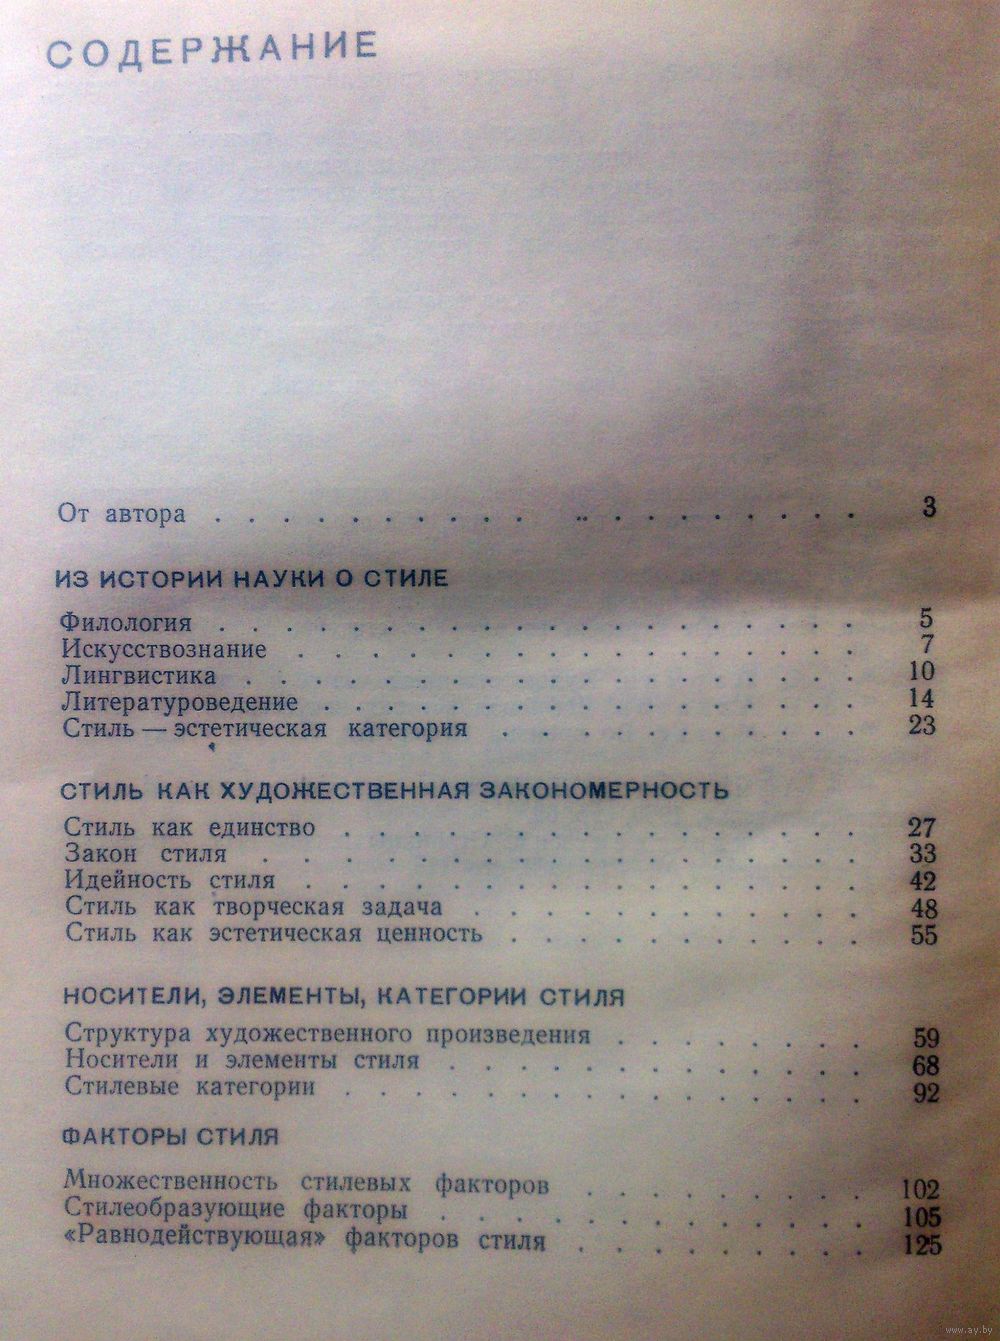 СОДЕРЖАНИЕ
От автора . . . . . . . . . . . . . . . . . . . 3
ИЗ ИСТОРИИ НАУКИ О СТИЛЕ
Филология . . . . . . . . . . . . . . . . . . . 5
Искусствознание . . . . . . . . . . . . . . . . 7
Лингвистика . . . . . . . . . . . . . . . . . . 10
Литературоведение . . . . . . . . . . . . . . . 14
Стиль — эстетическая категория . . . . . . . . . . . 23
СТИЛЬ КАК ХУДОЖЕСТВЕННАЯ ЗАКОНОМЕРНОСТЬ
Стиль как единство . . . . . . . . . . . . . . . 27
Закон стиля . . . . . . . . . . . . . . . . . . 33
Идейность стиля . . . . . . . . . . . . . . . . 42
Стиль как творческая задача . . . . . . . . . . . . 48
Стиль как эстетическая ценность . . . . . . . . . . . 55
НОСИТЕЛИ, ЭЛЕМЕНТЫ, КАТЕГОРИИ СТИЛЯ
Структура художественного произведения . . . . . . . . 59
Носители и элементы стиля . . . . . . . . . . . . 68
Стилевые категории . . . . . . . . . . . . . . . 92
ФАКТОРЫ СТИЛЯ
Множественность стилевых факторов . . . . . . . . . 102
Стилеобразующие факторы . . . . . . . . . . . . . 105
«Равнодействующая» факторов стиля . . . . . . . . . 125
www.ay.by